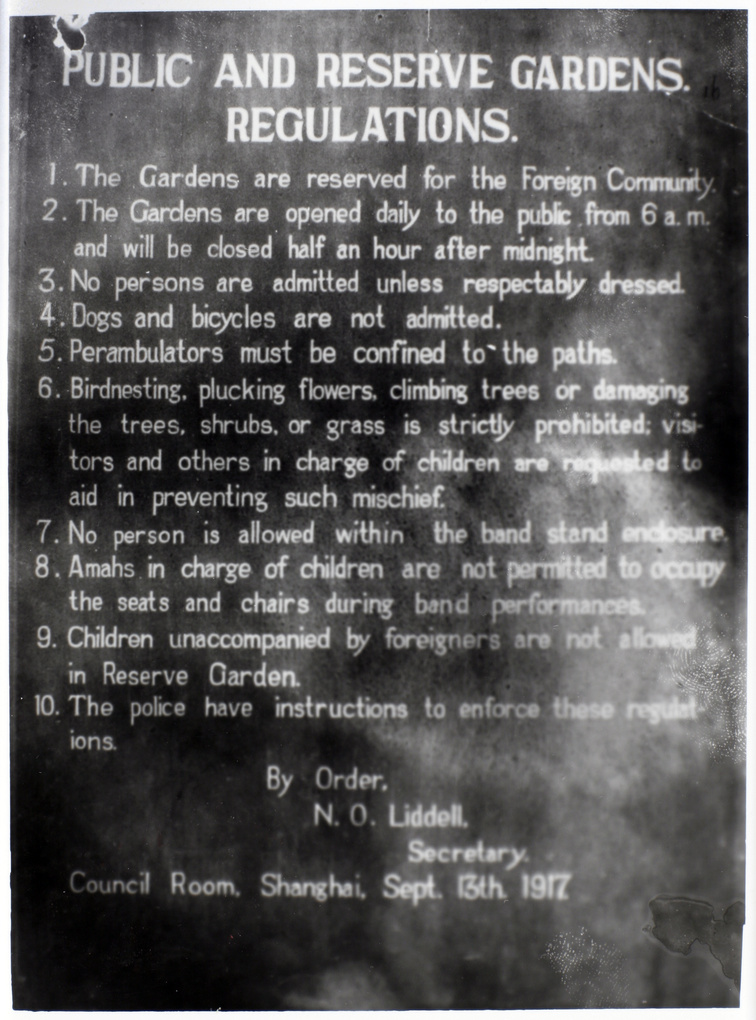 PUBLIC AND RESERVE GARDENS.
REGULATIONS.
1. The Gardens are reserved for the Foreign Community.
2. The Gardens are opened daily to the public from 6 a.m.
and will be closed half an hour after midnight.
3. No persons are admitted unless respectably dressed.
4. Dogs and bicycles are not admitted.
5. Perambulators must be confined to the paths.
6. Birdnesting, plucking flowers, climbing trees or damaging
the trees, shrubs, or grass is strictly prohibited; visi-
tors and others in charge of children are requested to
aid in preventing such mischief.
7. No person is allowed within the band stand enclosure.
8. Amahs in charge of children are not permitted to occupy
the seats and chairs during band performances.
9. Children unaccompanied by foreigners are not allowed
in Reserve Garden.
10. The police have instructions to enforce these regulat-
ions.
By Order,
N. O. Liddell,
Secretary.
Council Room, Shanghai, Sept. 13th. 1917